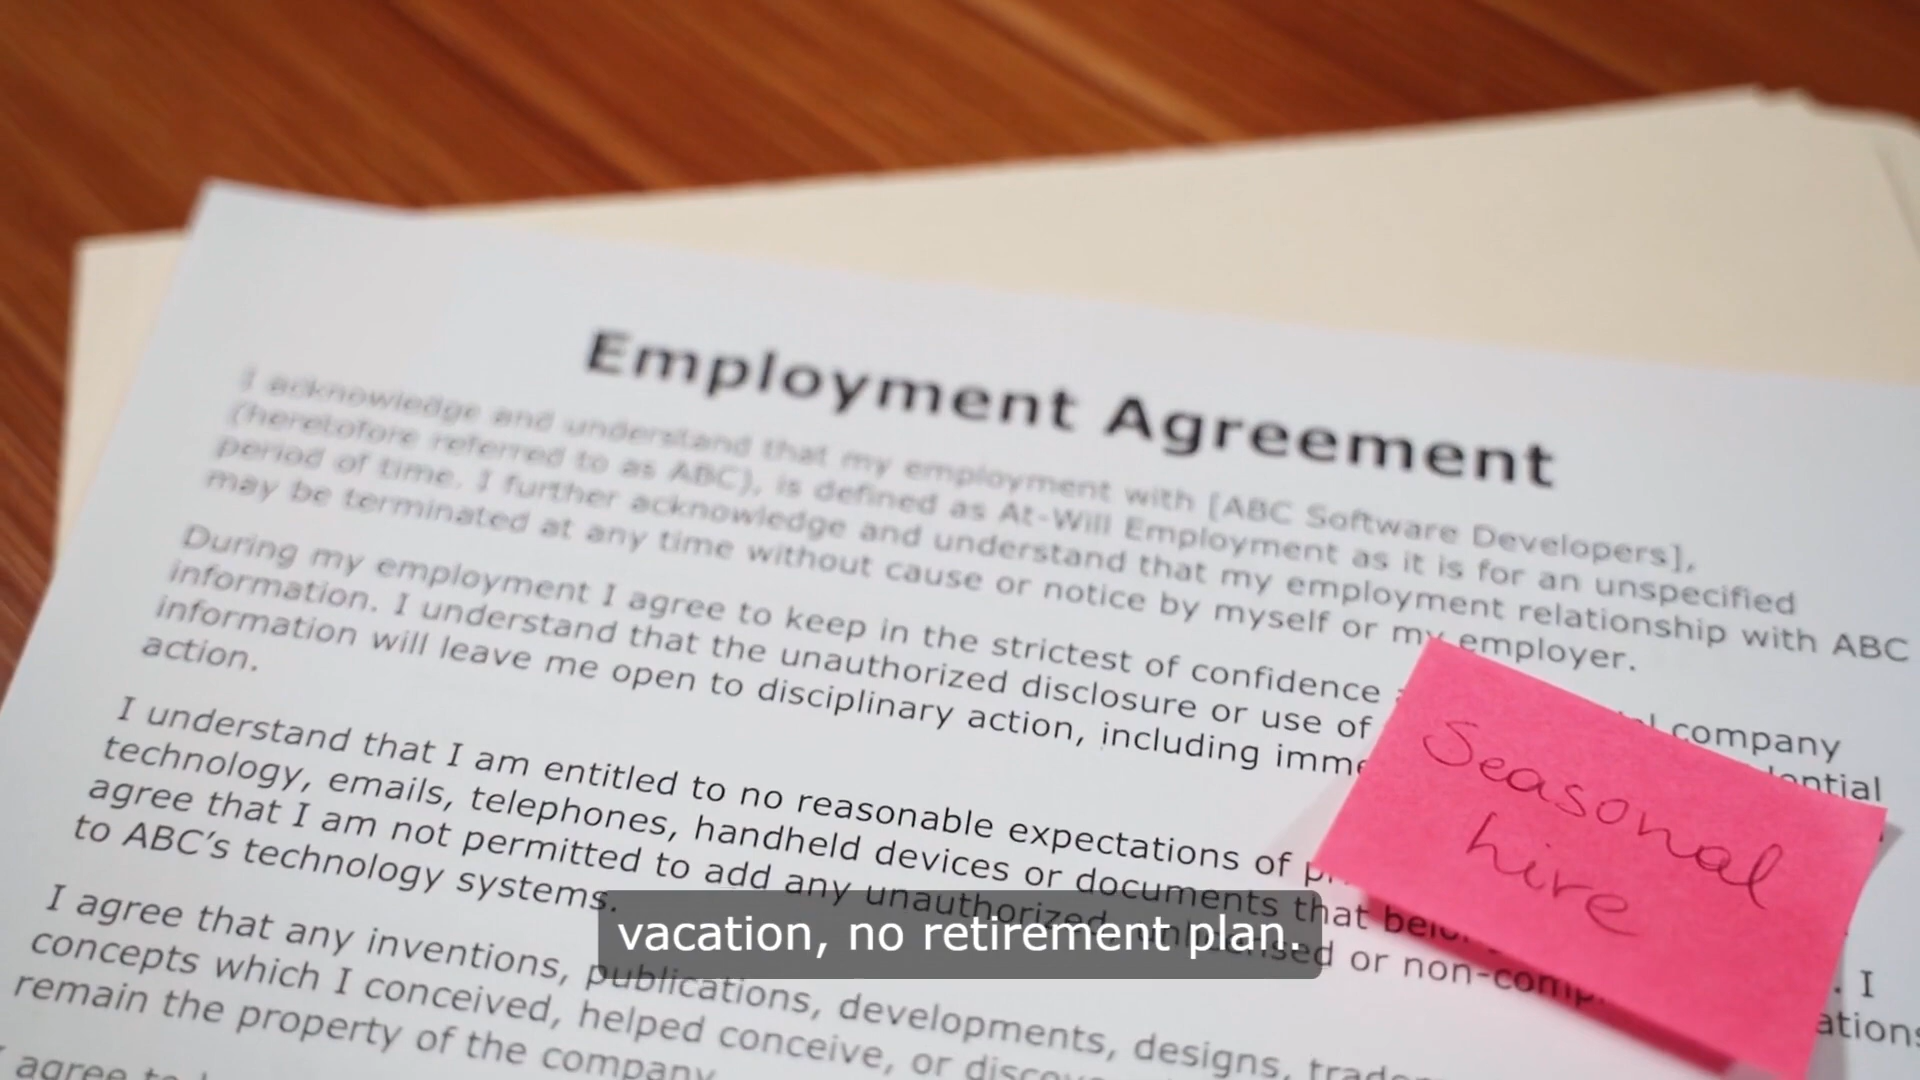 Employment Agreement
I acknowledge and understand that my employment with [ABC Software Developers],
(heretofore referred to as ABC), is defined as At-Will Employment as it is for an unspecified
period of time. I further acknowledge and understand that my employment relationship with ABC
may be terminated at any time without cause or notice by myself or my employer.
During my employment I agree to keep in the strictest of confidence company
information. I understand that the unauthorized disclosure or use of
information will leave me open to disciplinary action, including
action.
I understand that I am entitled to no reasonable expectations of
technology, emails, telephones, handheld devices or documents that
agree that I am not permitted to add any unauthorized, or
to ABC's technology systems.
I agree that any inventions, publications, developments, designs,
concepts which I conceived, helped conceive, or
remain the property of the company
I agree to
Seasonal
hire
vacation, no retirement plan.